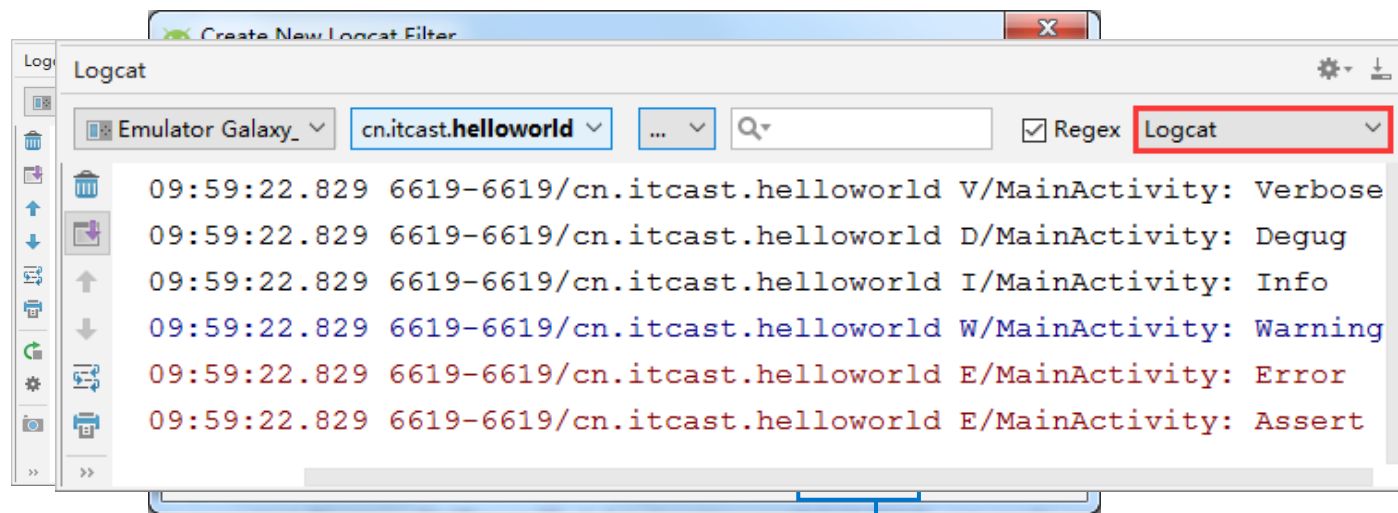 Create New Logcat Filter
Logcat
Emulator Galaxy_ cn.itcast.helloworld ... Regex Logcat
09:59:22.829 6619-6619/cn.itcast.helloworld V/MainActivity: Verbose
09:59:22.829 6619-6619/cn.itcast.helloworld D/MainActivity: Degug
09:59:22.829 6619-6619/cn.itcast.helloworld I/MainActivity: Info
09:59:22.829 6619-6619/cn.itcast.helloworld W/MainActivity: Warning
09:59:22.829 6619-6619/cn.itcast.helloworld E/MainActivity: Error
09:59:22.829 6619-6619/cn.itcast.helloworld E/MainActivity: Assert